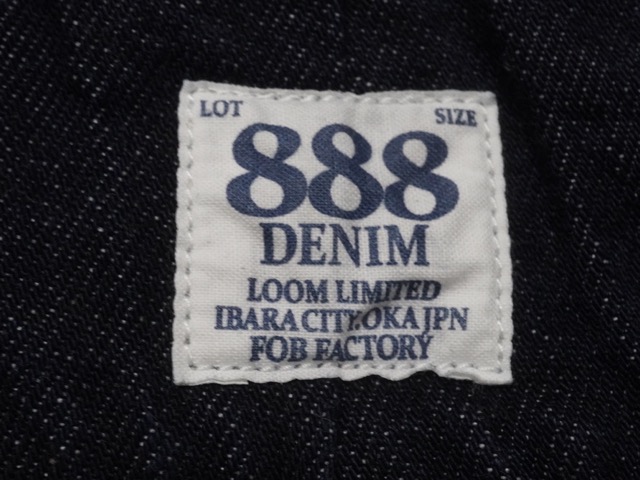 LOT SIZE
888
DENIM
LOOM LIMITED
IBARA CITY.OKA JPN
FOB FACTORY